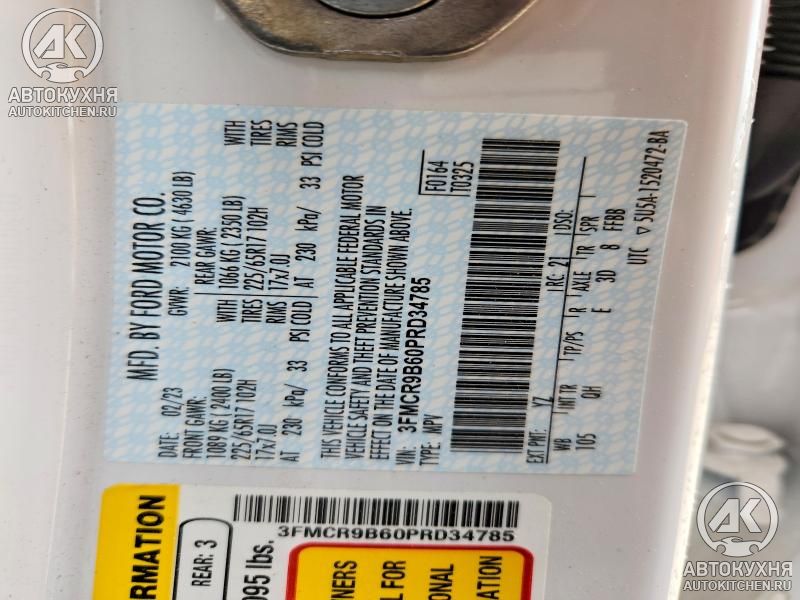 AK
АВТОКУХНЯ
AUTOKITCHEN.RU
MFD. BY FORD MOTOR CO.
DATE: 02/23 GVWR: 2100 KG ( 4630 LB)
FRONT GAWR: REAR GAWR:
1089 KG ( 2400 LB) WITH 1066 KG ( 2350 LB) WITH
225/65R17 102H TIRES 225/65R17 102H TIRES
17x7.0J RIMS 17x7.0J RIMS
AT 230 kPa/ 33 PSI COLD AT 230 kPa/ 33 PSI COLD
THIS VEHICLE CONFORMS TO ALL APPLICABLE FEDERAL MOTOR
VEHICLE SAFETY AND THEFT PREVENTION STANDARDS IN
EFFECT ON THE DATE OF MANUFACTURE SHOWN ABOVE.
VIN: 3FMCR9B60PRD34785
TYPE: MPV
F0164
T0325
EXT PNT: YZ RC: 21 DSO:
WB INT TR TP/PS R AXLE TR SPR
105 QH E 3D 8 FFBB
UTC ▽ 5U5A-1520472-BA
RMATION
REAR: 3
095 lbs.
3FMCR9B60PRD34785
INERS
L FOR
IONAL
ATION
AK
АВТОКУХНЯ
AUTOKITCHEN.RU